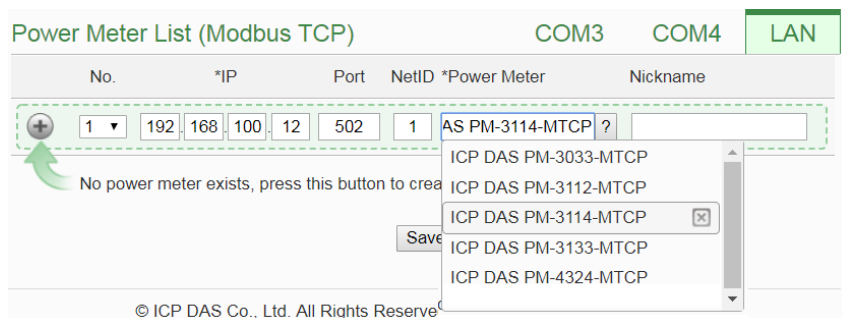 Power Meter List (Modbus TCP) COM3 COM4 LAN
No. *IP Port NetID *Power Meter Nickname
1 192 . 168 . 100 . 12 502 1 AS PM-3114-MTCP ?
ICP DAS PM-3033-MTCP
No power meter exists, press this button to crea
ICP DAS PM-3112-MTCP
ICP DAS PM-3114-MTCP
Save
ICP DAS PM-3133-MTCP
ICP DAS PM-4324-MTCP
© ICP DAS Co., Ltd. All Rights Reserve